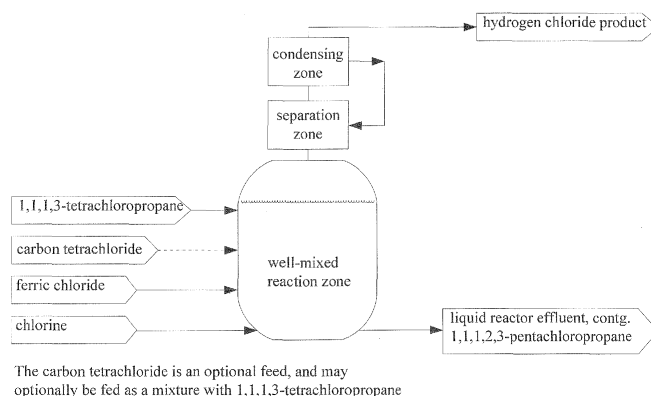 hydrogen chloride product
condensing
zone
separation
zone
1,1,1,3-tetrachloropropane
carbon tetrachloride
well-mixed
reaction zone
ferric chloride
chlorine
liquid reactor effluent, contg.
1,1,1,2,3-pentachloropropane
The carbon tetrachloride is an optional feed, and may
optionally be fed as a mixture with 1,1,1,3-tetrachloropropane